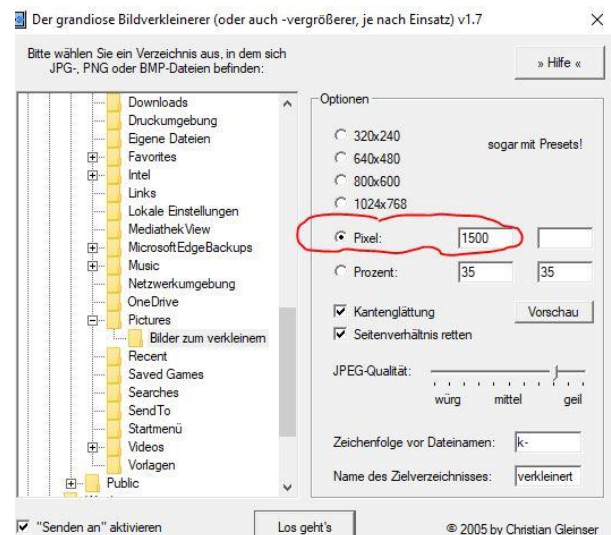 Der grandiose Bildverkleinerer (oder auch -vergrößerer, je nach Einsatz) v1.7
Bitte wählen Sie ein Verzeichnis aus, in dem sich
JPG-, PNG oder BMP-Dateien befinden:
» Hilfe «
Downloads
Druckumgebung
Eigene Dateien
Favorites
Intel
Links
Lokale Einstellungen
MediathekView
MicrosoftEdgeBackups
Music
Netzwerkumgebung
OneDrive
Pictures
Bilder zum verkleinern
Recent
Saved Games
Searches
SendTo
Startmenü
Videos
Vorlagen
Public
Optionen
320x240
sogar mit Presets!
640x480
800x600
1024x768
Pixel: 1500
Prozent: 35 35
Kantenglättung
Vorschau
Seitenverhältnis retten
JPEG-Qualität:
würg mittel geil
Zeichenfolge vor Dateinamen: k-
Name des Zielverzeichnisses: verkleinert
"Senden an" aktivieren
Los geht's
© 2005 by Christian Gleinser